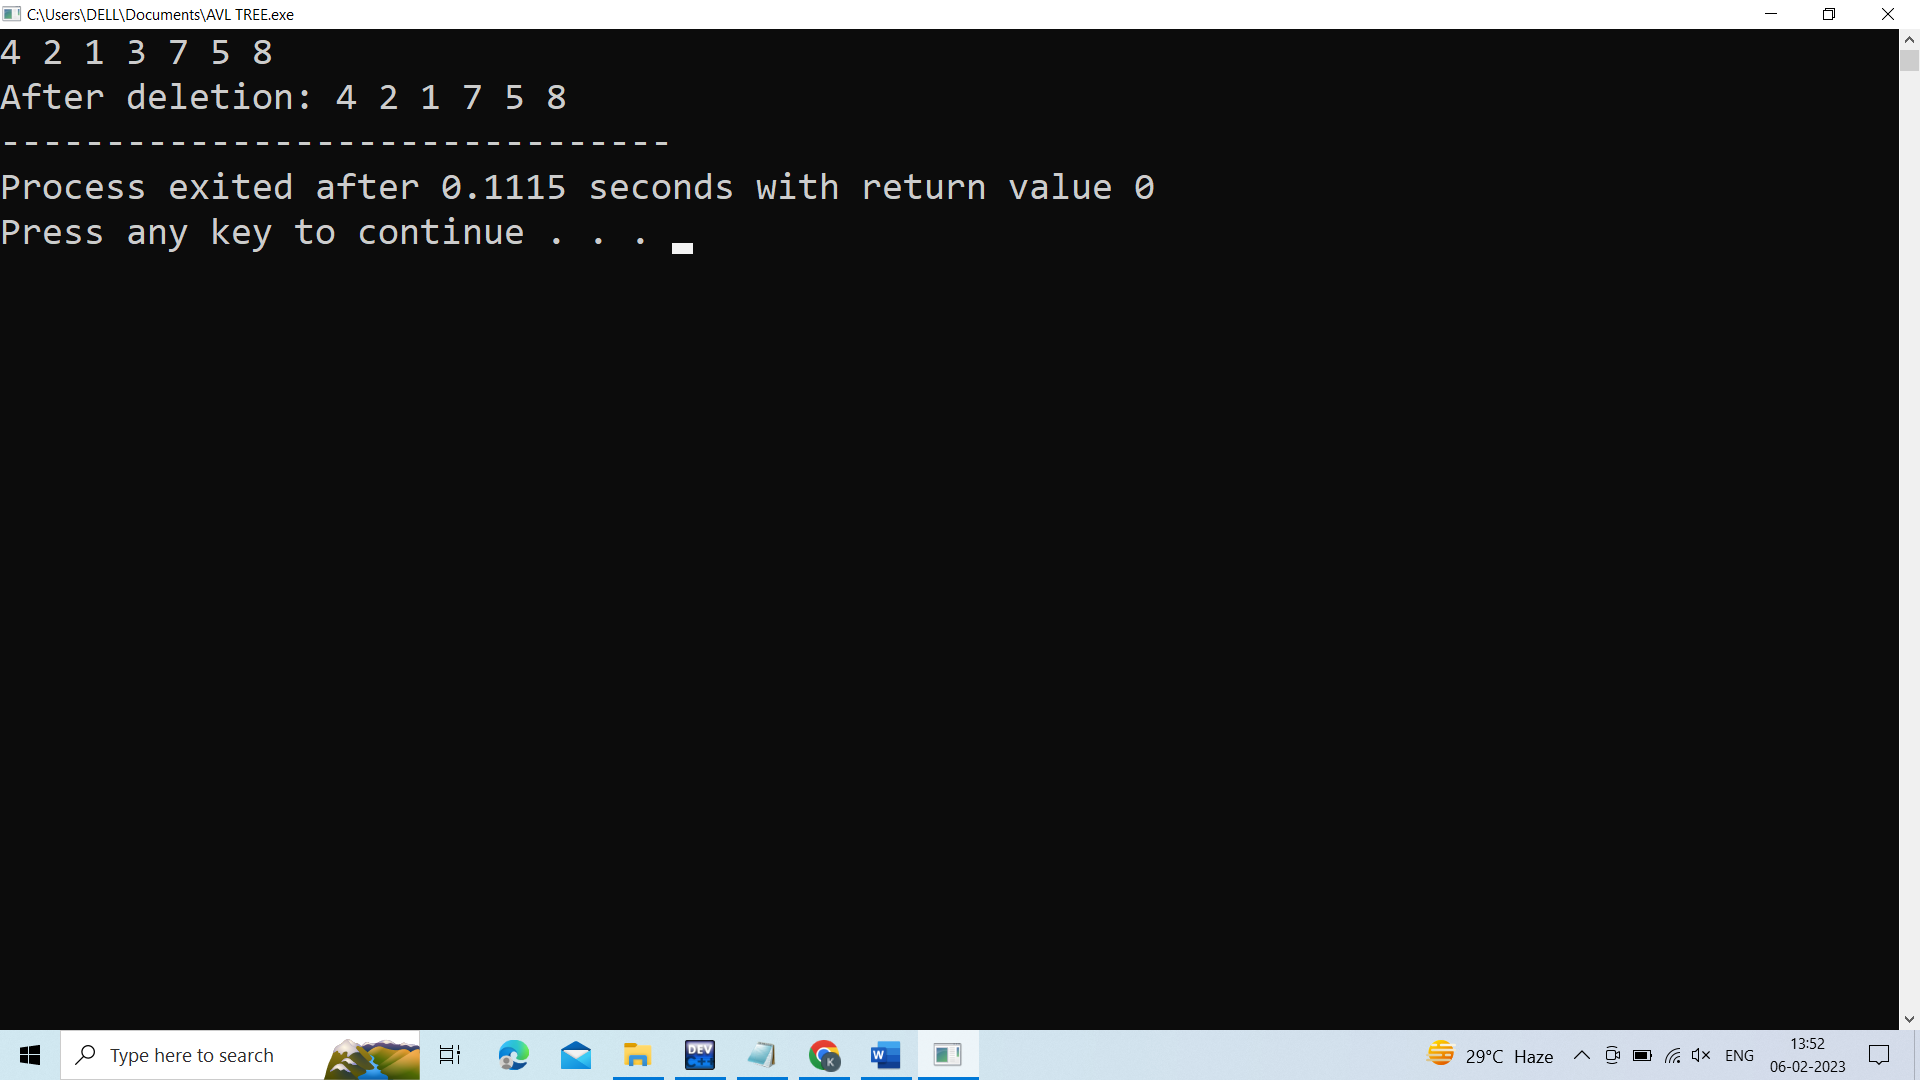 C:\Users\DELL\Documents\AVL TREE.exe
4 2 1 3 7 5 8
After deletion: 4 2 1 7 5 8
--------------------------------
Process exited after 0.1115 seconds with return value 0
Press any key to continue . . .
Type here to search
DEV C++
K
W
29°C Haze
ENG
13:52
06-02-2023